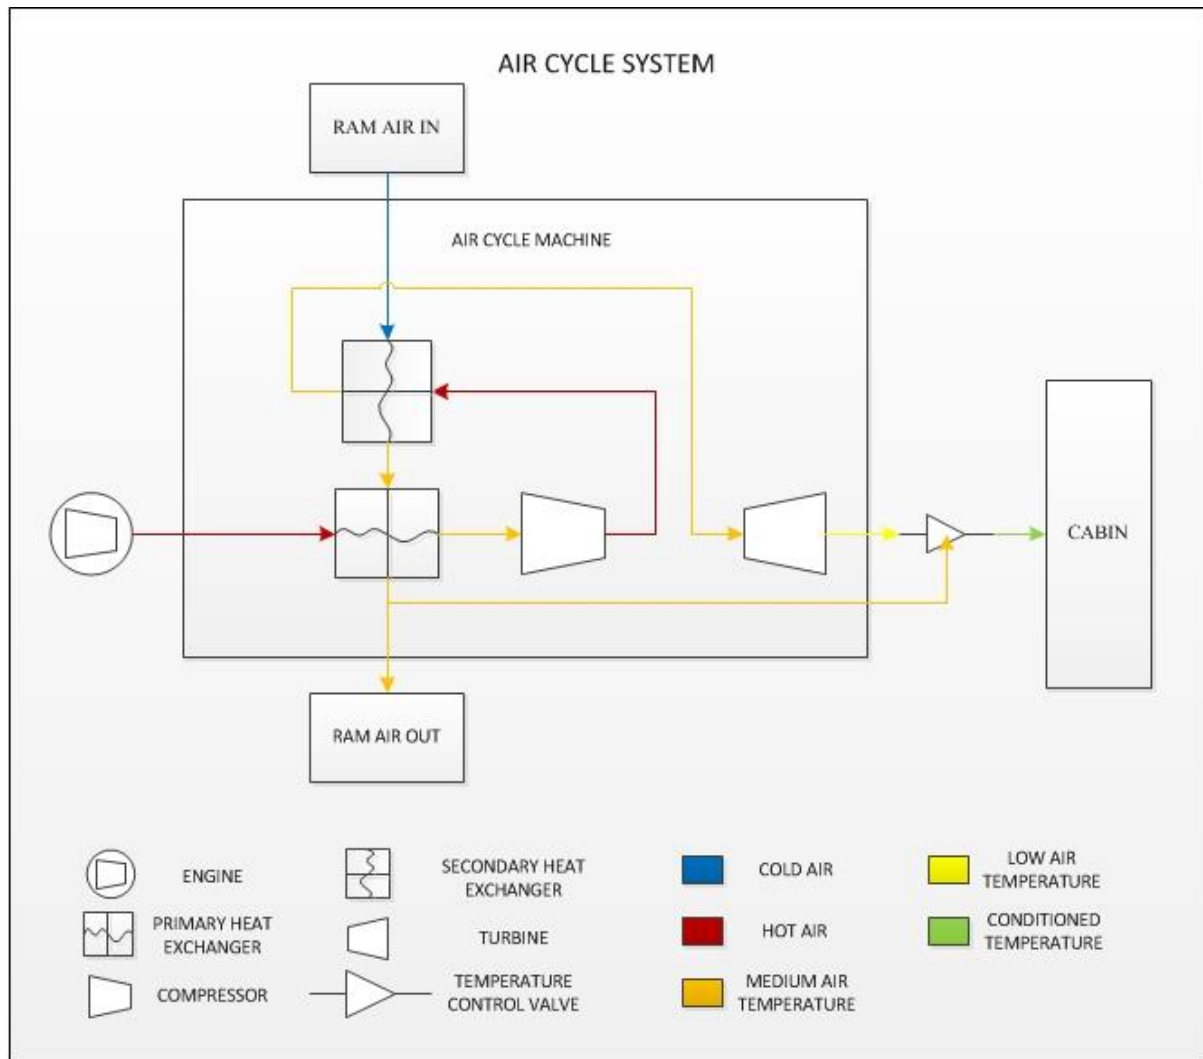 AIR CYCLE SYSTEM
RAM AIR IN
AIR CYCLE MACHINE
CABIN
RAM AIR OUT
ENGINE
PRIMARY HEAT
EXCHANGER
COMPRESSOR
SECONDARY HEAT
EXCHANGER
TURBINE
TEMPERATURE
CONTROL VALVE
COLD AIR
HOT AIR
MEDIUM AIR
TEMPERATURE
LOW AIR
TEMPERATURE
CONDITIONED
TEMPERATURE